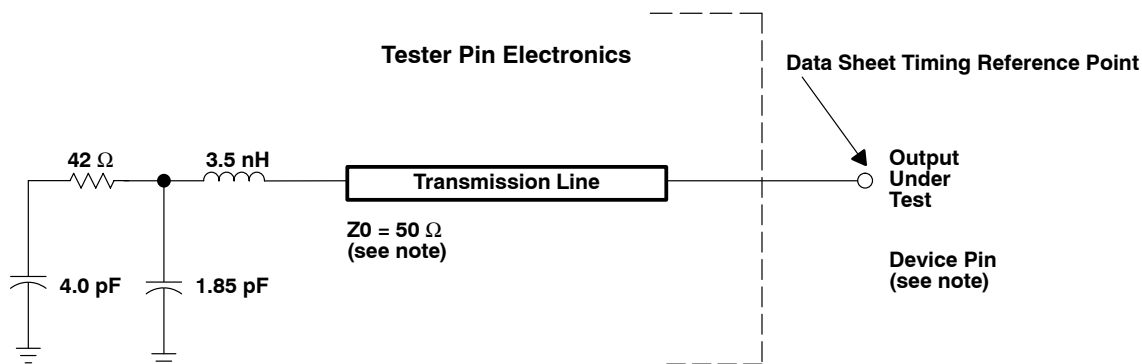 Tester Pin Electronics
Data Sheet Timing Reference Point
42 Ω
3.5 nH
Transmission Line
Output
Under
Test
Z0 = 50 Ω
(see note)
Device Pin
(see note)
4.0 pF
1.85 pF